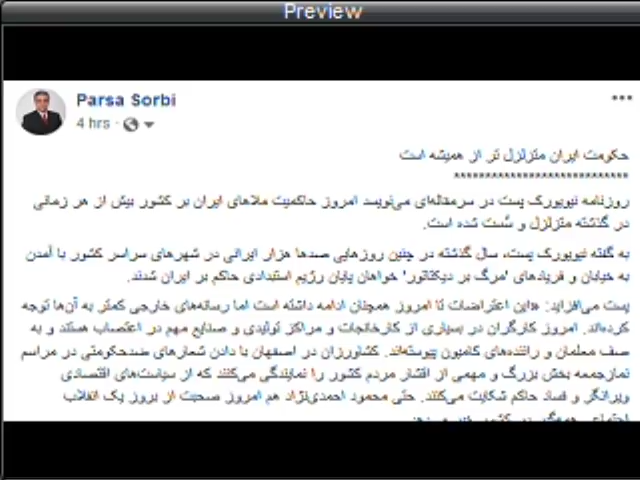 Preview
Parsa Sorbi
4 hrs ·
حکومت ایران متزلزل تر از همیشه است
****************************
روزنامه نیویورک پست در سرمقاله‌ای می‌نویسد امروز حاکمیت ملاهای ایران بر کشور بیش از هر زمانی
در گذشته متزلزل و سُست شده است.
به گفته نیویورک پست، سال گذشته در چنین روزهایی صدها هزار ایرانی در شهرهای سراسر کشور با آمدن
به خیابان و فریادهای 'مرگ بر دیکتاتور' خواهان پایان رژیم استبدادی حاکم بر ایران شدند.
پست می‌افزاید: «این اعتراضات تا امروز همچنان ادامه داشته است اما رسانه‌های خارجی کمتر به آن‌ها توجه
کرده‌اند. امروز کارگران در بسیاری از کارخانجات و مراکز تولیدی و صنایع مهم در اعتصاب هستند و به
صف معلمان و راننده‌های کامیون پیوسته‌اند. کشاورزان در اصفهان با دادن شعارهای ضدحکومتی در مراسم
نمازجمعه بخش بزرگ و مهمی از اقشار مردم کشور را نمایندگی می‌کنند که از سیاست‌های اقتصادی
ویرانگر و فساد حاکم شکایت می‌کنند. حتی محمود احمدی‌نژاد هم امروز صحبت از بروز یک انقلاب